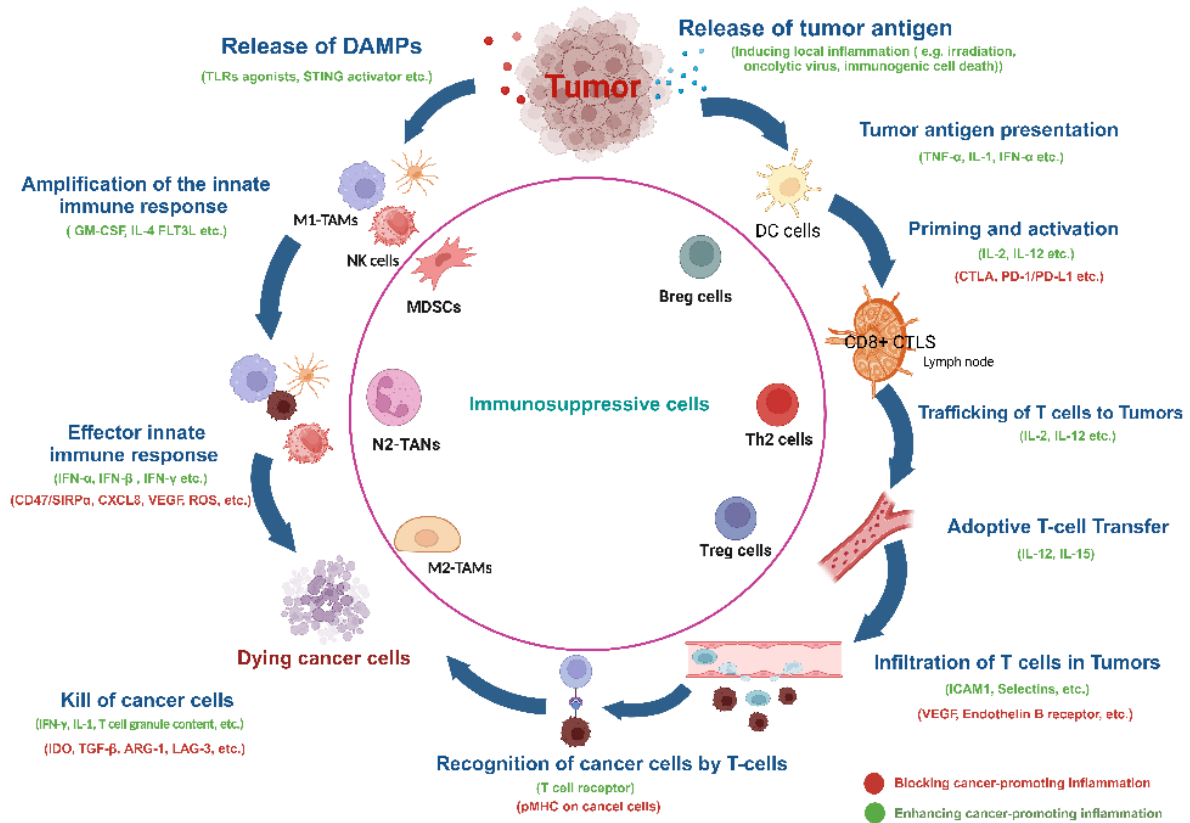 Release of DAMPs
(TLRs agonists, STING activator etc.)
Release of tumor antigen
(Inducing local inflammation ( e.g. irradiation,
oncolytic virus, immunogenic cell death))
Tumor
Tumor antigen presentation
(TNF-α, IL-1, IFN-α etc.)
Amplification of the innate
immune response
( GM-CSF, IL-4 FLT3L etc.)
M1-TAMs
NK cells
MDSCs
DC cells
Breg cells
Priming and activation
(IL-2, IL-12 etc.)
(CTLA, PD-1/PD-L1 etc.)
CD8+ CTLS
Lymph node
Immunosuppressive cells
N2-TANs
Th2 cells
Trafficking of T cells to Tumors
(IL-2, IL-12 etc.)
Effector innate
immune response
(IFN-α, IFN-β , IFN-γ etc.)
(CD47/SIRPα, CXCL8, VEGF, ROS, etc.)
Adoptive T-cell Transfer
(IL-12, IL-15)
Treg cells
M2-TAMs
Dying cancer cells
Infiltration of T cells in Tumors
(ICAM1, Selectins, etc.)
(VEGF, Endothelin B receptor, etc.)
Kill of cancer cells
(IFN-γ, IL-1, T cell granule content, etc.)
(IDO, TGF-β, ARG-1, LAG-3, etc.)
Recognition of cancer cells by T-cells
(T cell receptor)
(pMHC on cancel cells)
Blocking cancer-promoting Inflammation
Enhancing cancer-promoting inflammation